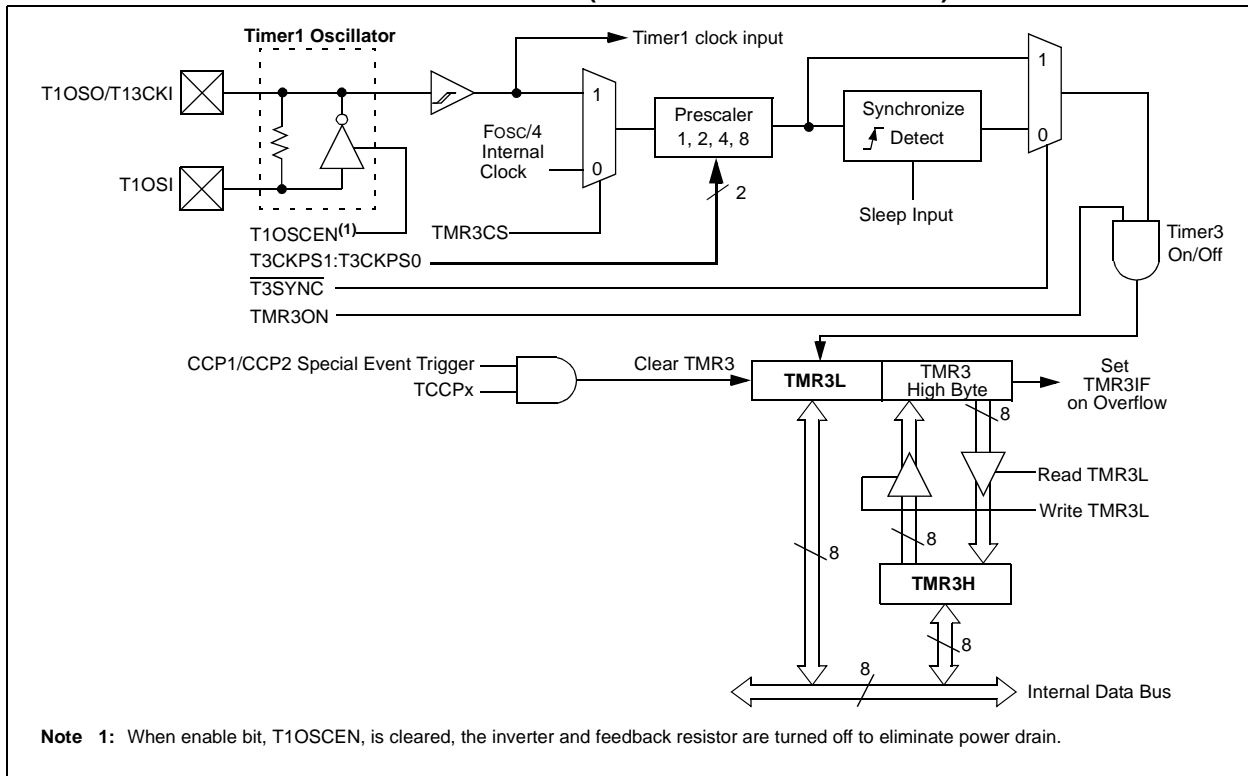 Timer1 Oscillator
Timer1 clock input
T1OSO/T13CKI
T1OSI
1
0
FOSC/4
Internal
Clock
Prescaler
1, 2, 4, 8
2
Synchronize
Detect
Sleep Input
1
0
T1OSCEN(1)
TMR3CS
T3CKPS1:T3CKPS0
T3SYNC
TMR3ON
Timer3
On/Off
CCP1/CCP2 Special Event Trigger
TCCPx
Clear TMR3
TMR3L
TMR3
High Byte
Set
TMR3IF
on Overflow
8
Read TMR3L
Write TMR3L
8
8
TMR3H
8
8
Internal Data Bus
Note 1: When enable bit, T1OSCEN, is cleared, the inverter and feedback resistor are turned off to eliminate power drain.